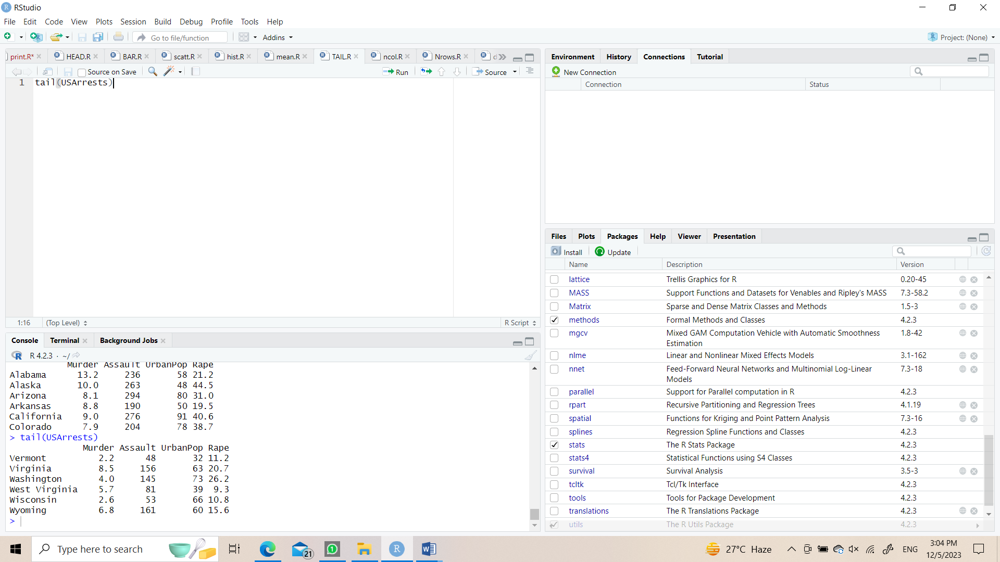 RStudio
File Edit Code View Plots Session Build Debug Profile Tools Help
Go to file/function Addins Project: (None)
print.R* HEAD.R BAR.R scatt.R hist.R mean.R TAIL.R ncol.R Nrows.R d
Source on Save Run Source
1 tail(USArrests)
1:16 (Top Level) R Script
Console Terminal Background Jobs
R 4.2.3 · ~/
Murder Assault UrbanPop Rape
Alabama 13.2 236 58 21.2
Alaska 10.0 263 48 44.5
Arizona 8.1 294 80 31.0
Arkansas 8.8 190 50 19.5
California 9.0 276 91 40.6
Colorado 7.9 204 78 38.7
> tail(USArrests)
Murder Assault UrbanPop Rape
Vermont 2.2 48 32 11.2
Virginia 8.5 156 63 20.7
Washington 4.0 145 73 26.2
West Virginia 5.7 81 39 9.3
Wisconsin 2.6 53 66 10.8
Wyoming 6.8 161 60 15.6
>
Environment History Connections Tutorial
New Connection
Connection Status
Files Plots Packages Help Viewer Presentation
Install Update
Name Description Version
lattice Trellis Graphics for R 0.20-45
MASS Support Functions and Datasets for Venables and Ripley's MASS 7.3-58.2
Matrix Sparse and Dense Matrix Classes and Methods 1.5-3
methods Formal Methods and Classes 4.2.3
mgcv Mixed GAM Computation Vehicle with Automatic Smoothness 1.8-42
Estimation
nlme Linear and Nonlinear Mixed Effects Models 3.1-162
nnet Feed-Forward Neural Networks and Multinomial Log-Linear 7.3-18
Models
parallel Support for Parallel computation in R 4.2.3
rpart Recursive Partitioning and Regression Trees 4.1.19
spatial Functions for Kriging and Point Pattern Analysis 7.3-16
splines Regression Spline Functions and Classes 4.2.3
stats The R Stats Package 4.2.3
stats4 Statistical Functions using S4 Classes 4.2.3
survival Survival Analysis 3.5-3
tcltk Tcl/Tk Interface 4.2.3
tools Tools for Package Development 4.2.3
translations The R Translations Package 4.2.3
utils The R Utils Package 4.2.3
Type here to search 21 1 R W 27°C Haze ENG 3:04 PM
12/5/2023